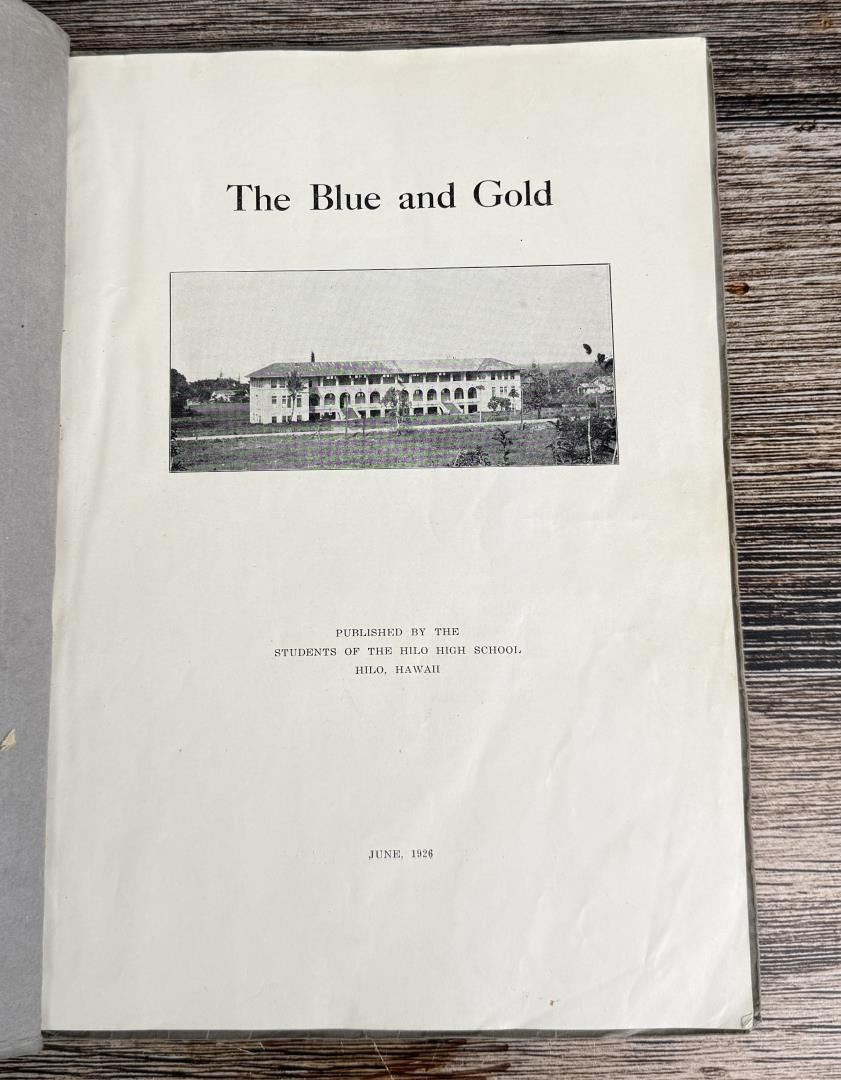 The Blue and Gold
PUBLISHED BY THE
STUDENTS OF THE HILO HIGH SCHOOL
HILO, HAWAII
JUNE, 1926